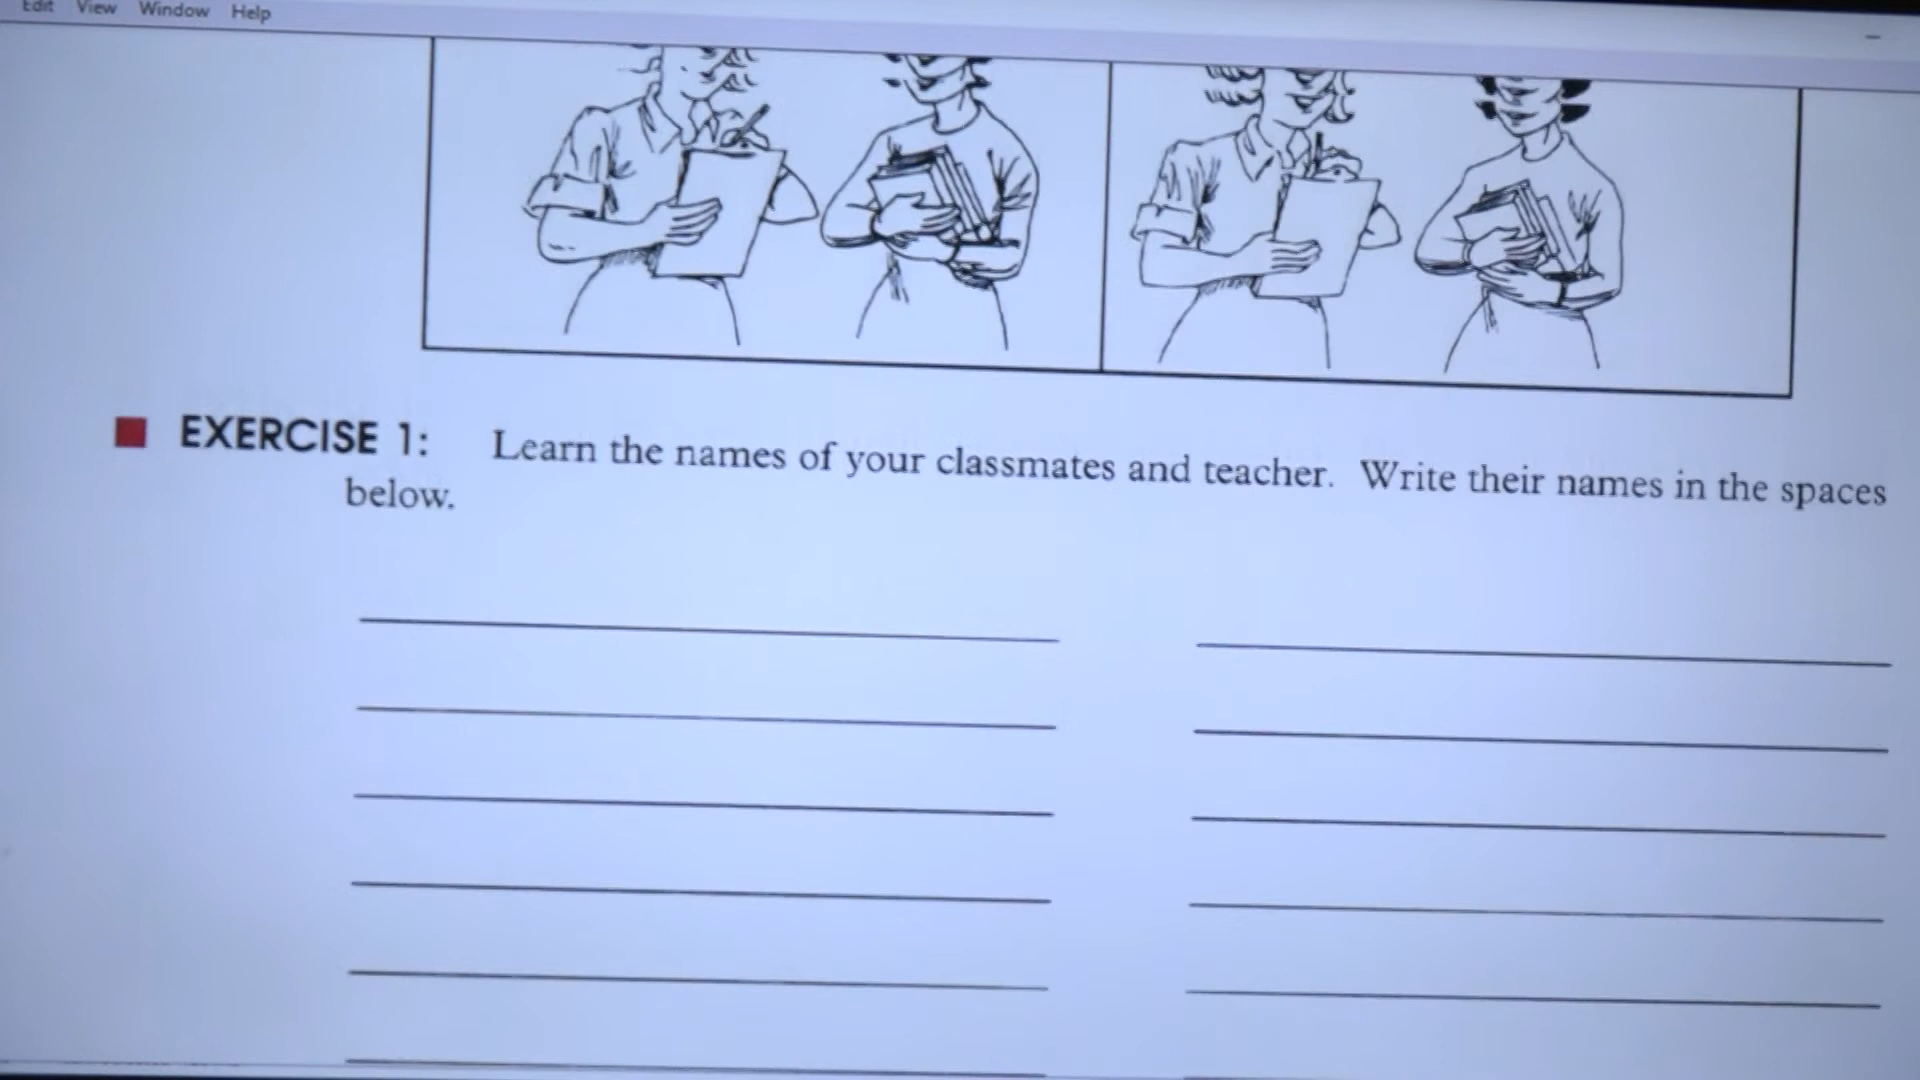 Edit View Window Help
EXERCISE 1: Learn the names of your classmates and teacher. Write their names in the spaces
below.